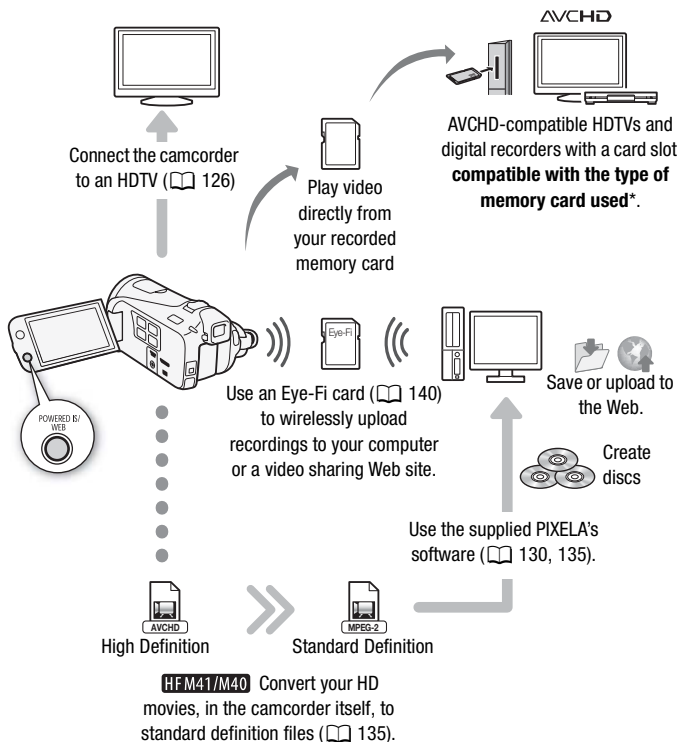 AVCHD
Connect the camcorder
to an HDTV (126)
Play video
directly from
your recorded
memory card
AVCHD-compatible HDTVs and
digital recorders with a card slot
compatible with the type of
memory card used*.
POWERED IS/
WEB
Eye-Fi
Use an Eye-Fi card (140)
to wirelessly upload
recordings to your computer
or a video sharing Web site.
Save or upload to
the Web.
Create
discs
Use the supplied PIXELA's
software (130, 135).
AVCHD
High Definition
MPEG-2
Standard Definition
HF M41/M40 Convert your HD
movies, in the camcorder itself, to
standard definition files (135).